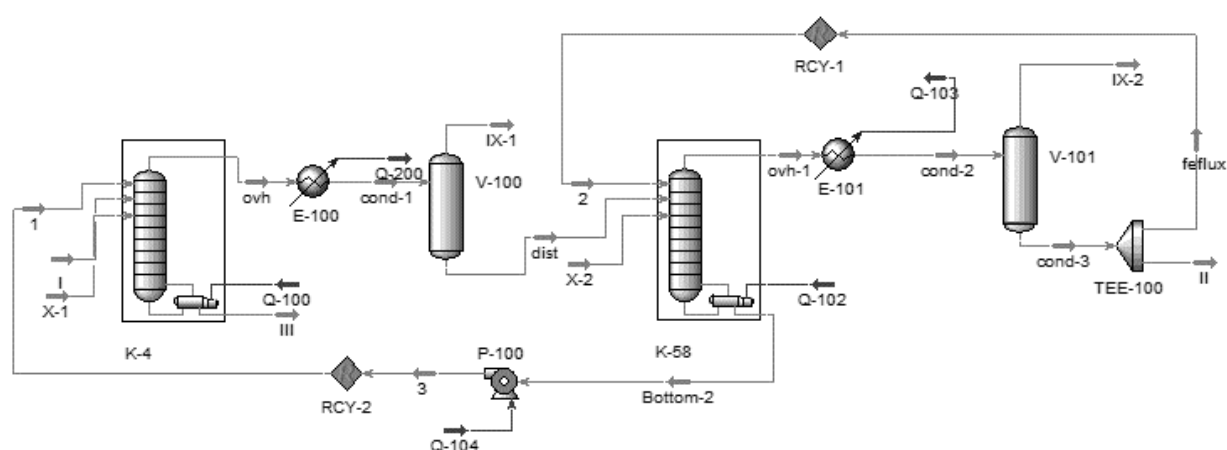 RCY-1
IX-2
Q-103
IX-1
Q-200
V-100
ovh
E-100
cond-1
ovh-1
E-101
cond-2
V-101
feflux
1
2
dist
I
X-1
X-2
cond-3
TEE-100
II
Q-100
III
Q-102
K-4
P-100
K-58
RCY-2
3
Bottom-2
Q-104